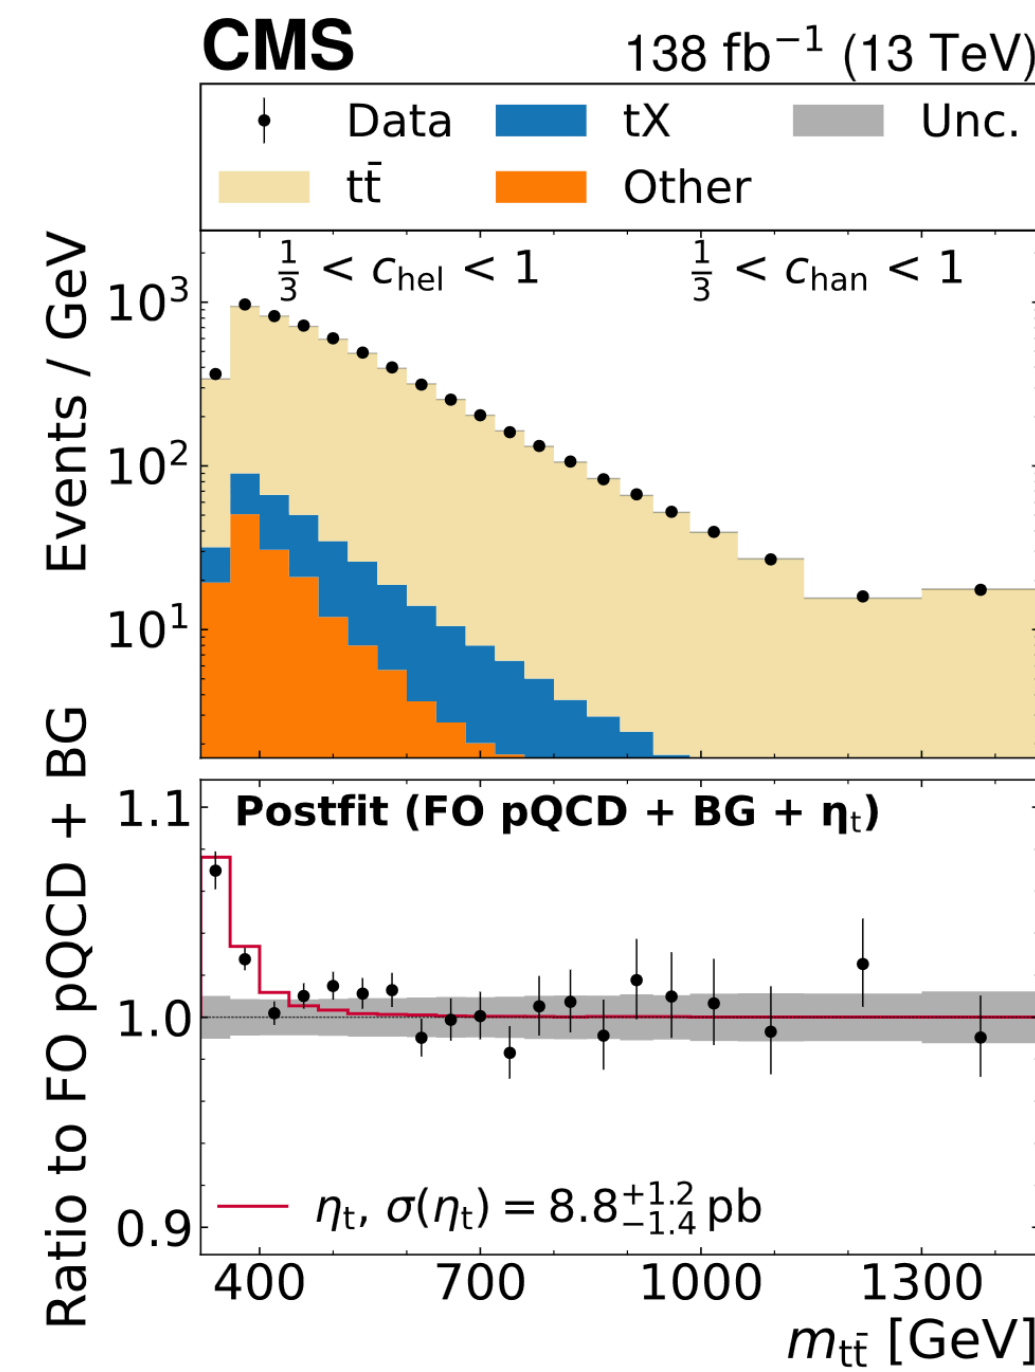 CMS 138 fb⁻¹ (13 TeV)
Data tX Unc.
tt̄ Other
1/3 < c_hel < 1 1/3 < c_han < 1
Events / GeV
10³
10²
10¹
Postfit (FO pQCD + BG + η_t)
Ratio to FO pQCD + BG
1.1
1.0
0.9
η_t, σ(η_t) = 8.8 +1.2 −1.4 pb
400 700 1000 1300
m_tt̄ [GeV]